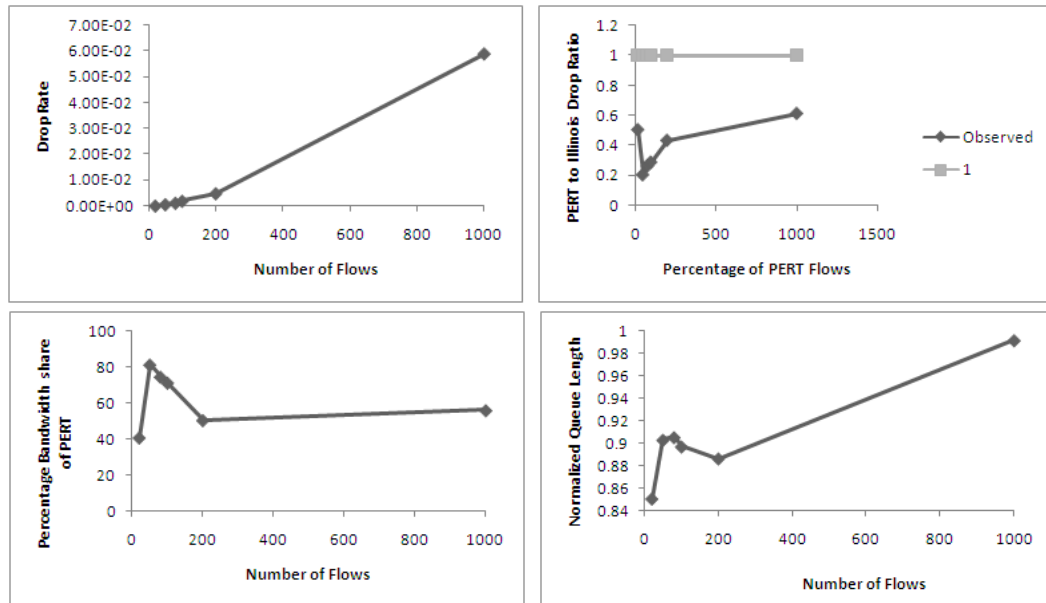 7.00E-02
6.00E-02
5.00E-02
4.00E-02
3.00E-02
2.00E-02
1.00E-02
0.00E+00
Drop Rate
0 200 400 600 800 1000
Number of Flows
1.2
1
0.8
0.6
0.4
0.2
0
PERT to Illinois Drop Ratio
0 500 1000 1500
Percentage of PERT Flows
Observed
1
100
80
60
40
20
0
Percentage Bandwidth share
of PERT
0 200 400 600 800 1000
Number of Flows
1
0.98
0.96
0.94
0.92
0.9
0.88
0.86
0.84
Normalized Queue Length
0 200 400 600 800 1000
Number of Flows